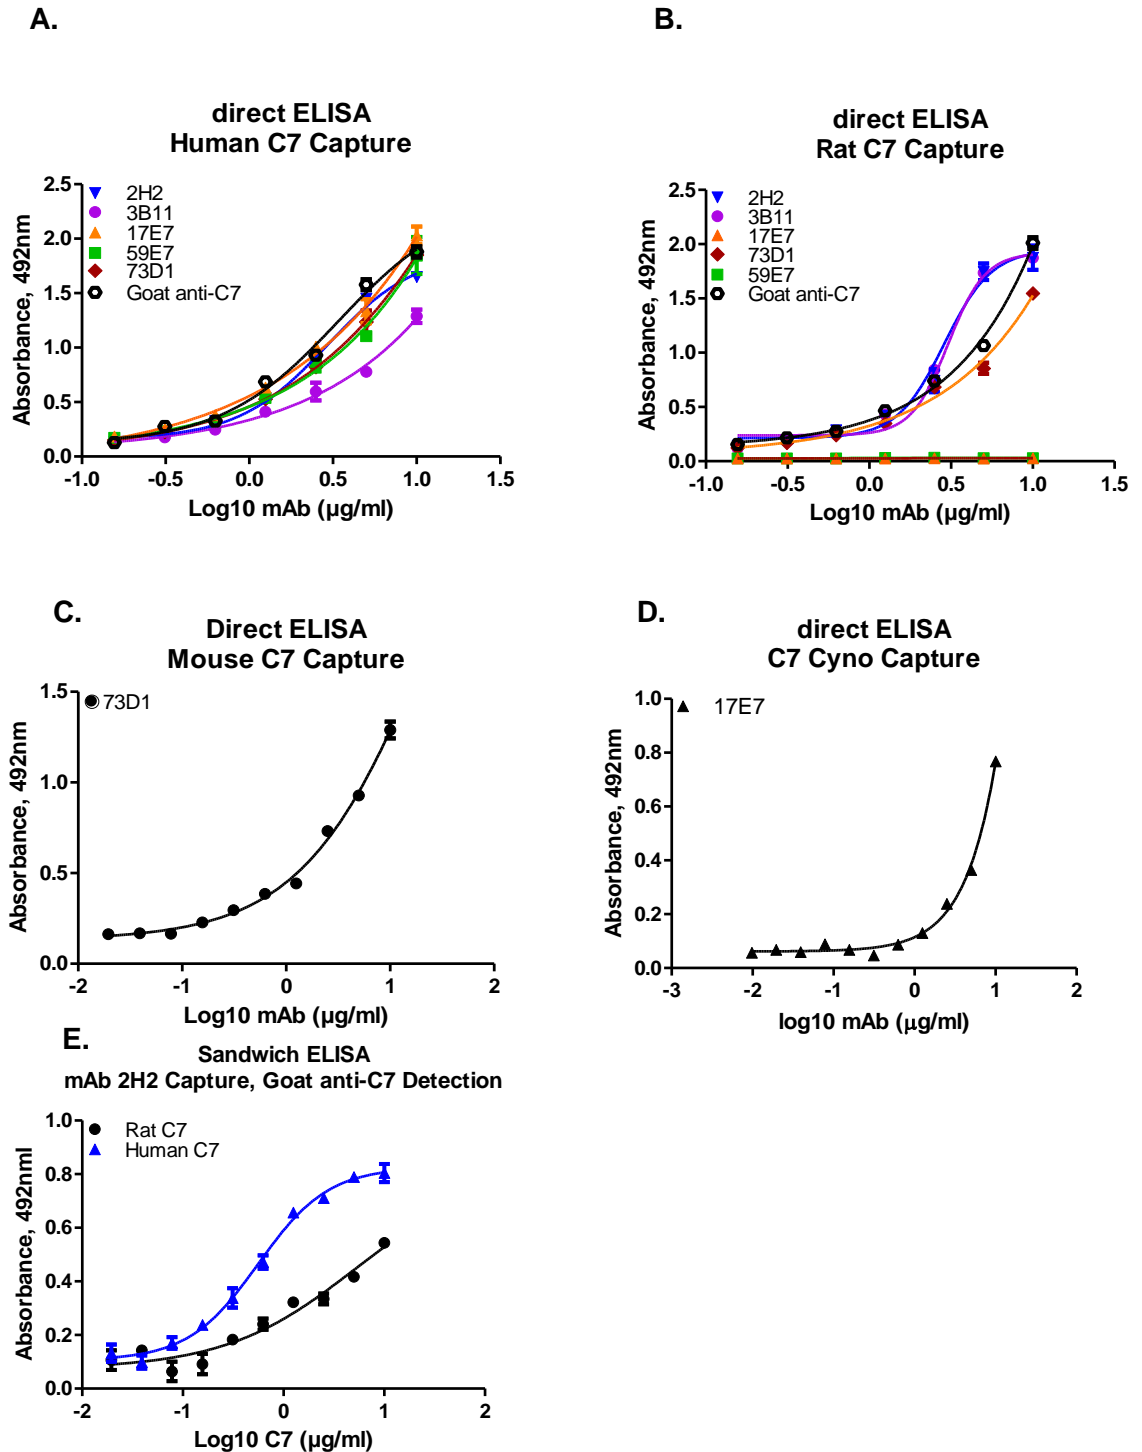 A.
direct ELISA
Human C7 Capture
2.5
2.0
1.5
1.0
0.5
0.0
2H2
3B11
17E7
59E7
73D1
Goat anti-C7
Absorbance, 492nm
-1.0 -0.5 0.0 0.5 1.0 1.5
Log10 mAb (µg/ml)
B.
direct ELISA
Rat C7 Capture
2.5
2.0
1.5
1.0
0.5
0.0
2H2
3B11
17E7
73D1
59E7
Goat anti-C7
Absorbance, 492nm
-1.0 -0.5 0.0 0.5 1.0 1.5
Log10 mAb (µg/ml)
C.
Direct ELISA
Mouse C7 Capture
1.5
1.0
0.5
0.0
73D1
Absorbance, 492nm
-2 -1 0 1 2
Log10 mAb (µg/ml)
D.
direct ELISA
C7 Cyno Capture
1.0
0.8
0.6
0.4
0.2
0.0
17E7
Absorbance, 492nm
-3 -2 -1 0 1 2
log10 mAb (µg/ml)
E.
Sandwich ELISA
mAb 2H2 Capture, Goat anti-C7 Detection
1.0
0.8
0.6
0.4
0.2
0.0
Rat C7
Human C7
Absorbance, 492nml
-2 -1 0 1 2
Log10 C7 (µg/ml)